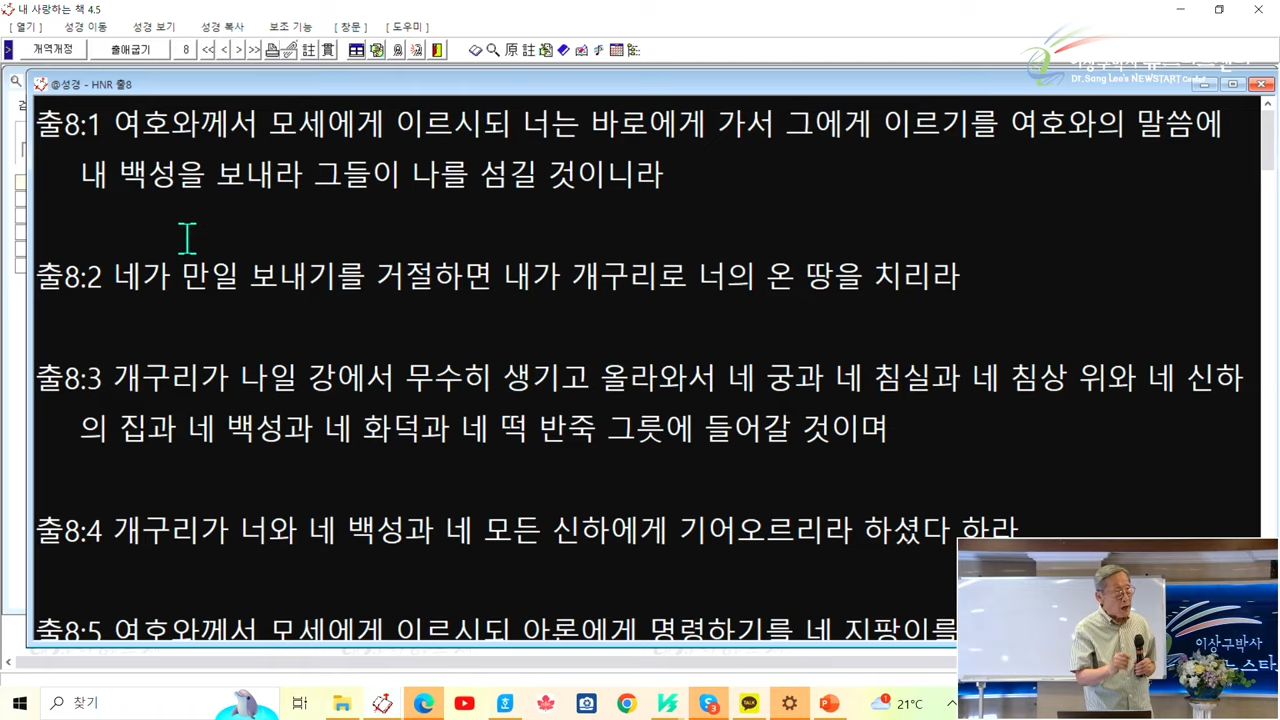 내 사랑하는 책 4.5
[ 열기 ] 성경 이동 성경 보기 성경 복사 보조 기능 [ 창문 ] [ 도우미 ]
개역개정 출애굽기 8 << < > >> 註 貫 原 註
Dr.Sang Lee's NEWSTART Center
@성경 - HNR 출8
출8:1 여호와께서 모세에게 이르시되 너는 바로에게 가서 그에게 이르기를 여호와의 말씀에
내 백성을 보내라 그들이 나를 섬길 것이니라
출8:2 네가 만일 보내기를 거절하면 내가 개구리로 너의 온 땅을 치리라
출8:3 개구리가 나일 강에서 무수히 생기고 올라와서 네 궁과 네 침실과 네 침상 위와 네 신하
의 집과 네 백성과 네 화덕과 네 떡 반죽 그릇에 들어갈 것이며
출8:4 개구리가 너와 네 백성과 네 모든 신하에게 기어오르리라 하셨다 하라
출8:5 여호와께서 모세에게 이르시되 아론에게 명령하기를 네 지팡이를
이상구박사
찾기
TALK
21°C